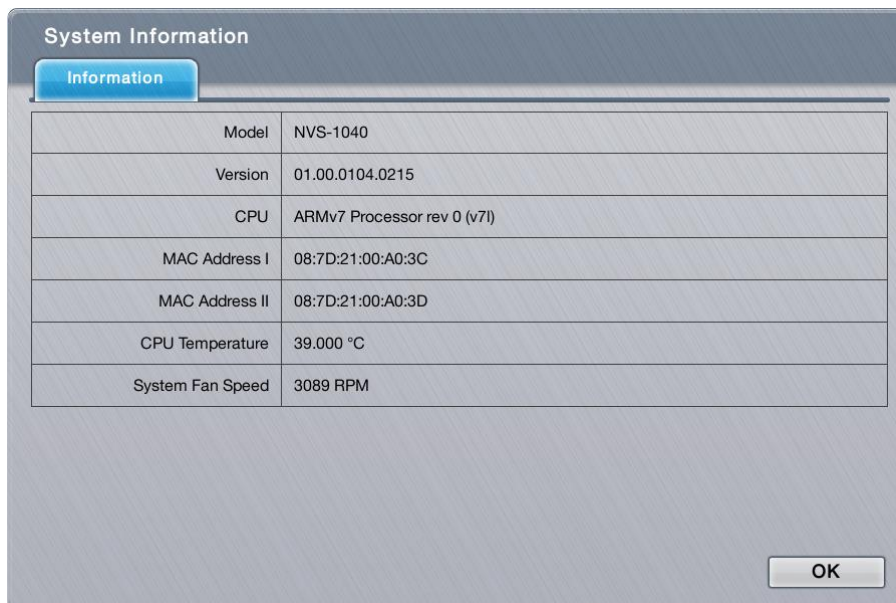 System Information
Information
Model NVS-1040
Version 01.00.0104.0215
CPU ARMv7 Processor rev 0 (v7l)
MAC Address I 08:7D:21:00:A0:3C
MAC Address II 08:7D:21:00:A0:3D
CPU Temperature 39.000 °C
System Fan Speed 3089 RPM
OK